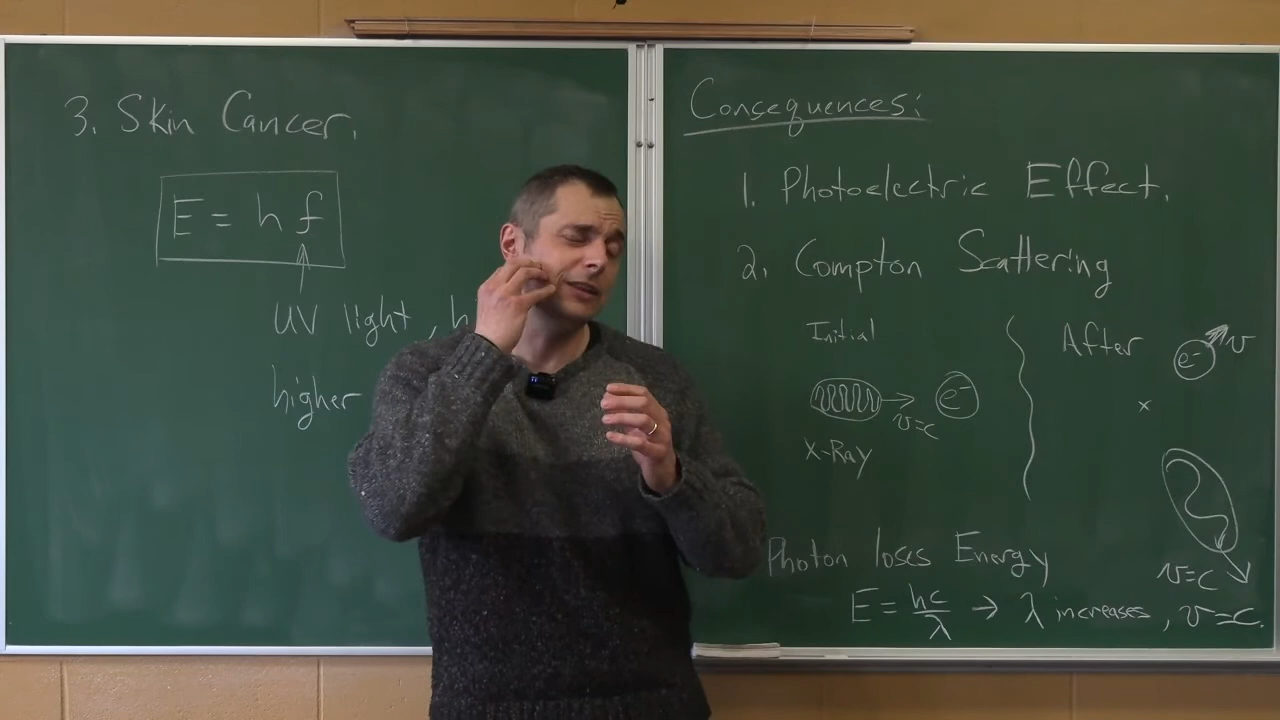 3. Skin Cancer.
E = h f
UV light, h
higher
Consequences:
1. Photoelectric Effect.
2. Compton Scattering
Initial
e-
v=c
X-Ray
After
e-
v
x
v=c
Photon loses Energy
E = hc/λ → λ increases, v=c.